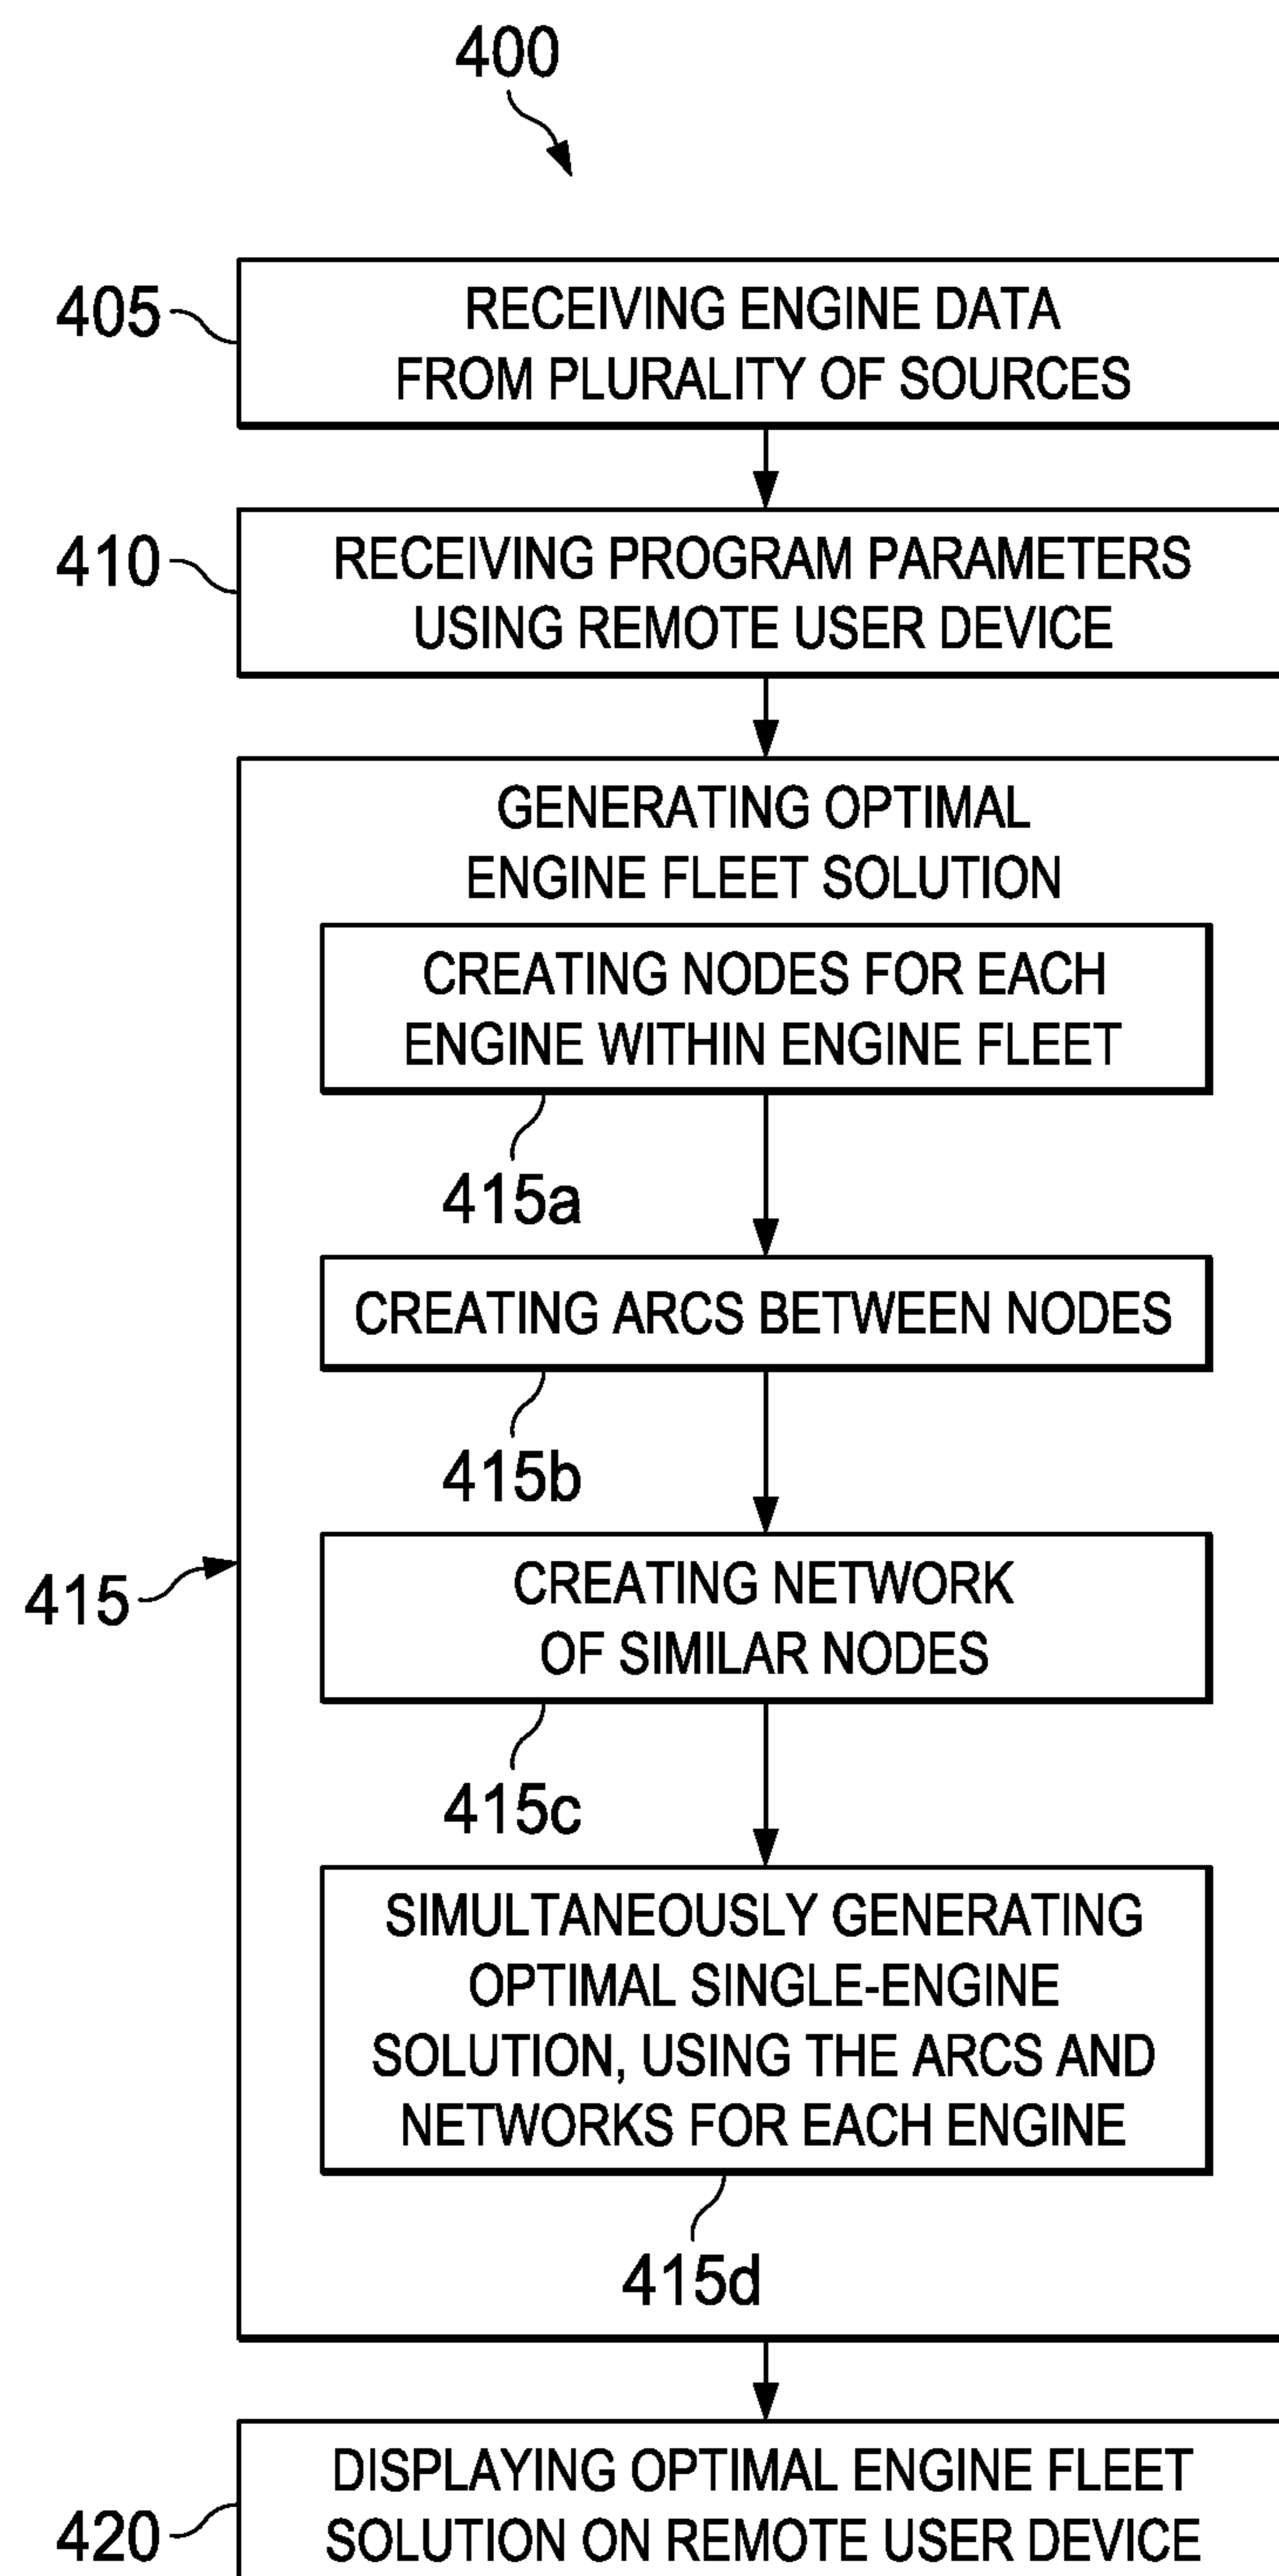 400
405
RECEIVING ENGINE DATA
FROM PLURALITY OF SOURCES
410
RECEIVING PROGRAM PARAMETERS
USING REMOTE USER DEVICE
GENERATING OPTIMAL
ENGINE FLEET SOLUTION
CREATING NODES FOR EACH
ENGINE WITHIN ENGINE FLEET
415a
CREATING ARCS BETWEEN NODES
415b
415
CREATING NETWORK
OF SIMILAR NODES
415c
SIMULTANEOUSLY GENERATING
OPTIMAL SINGLE-ENGINE
SOLUTION, USING THE ARCS AND
NETWORKS FOR EACH ENGINE
415d
420
DISPLAYING OPTIMAL ENGINE FLEET
SOLUTION ON REMOTE USER DEVICE